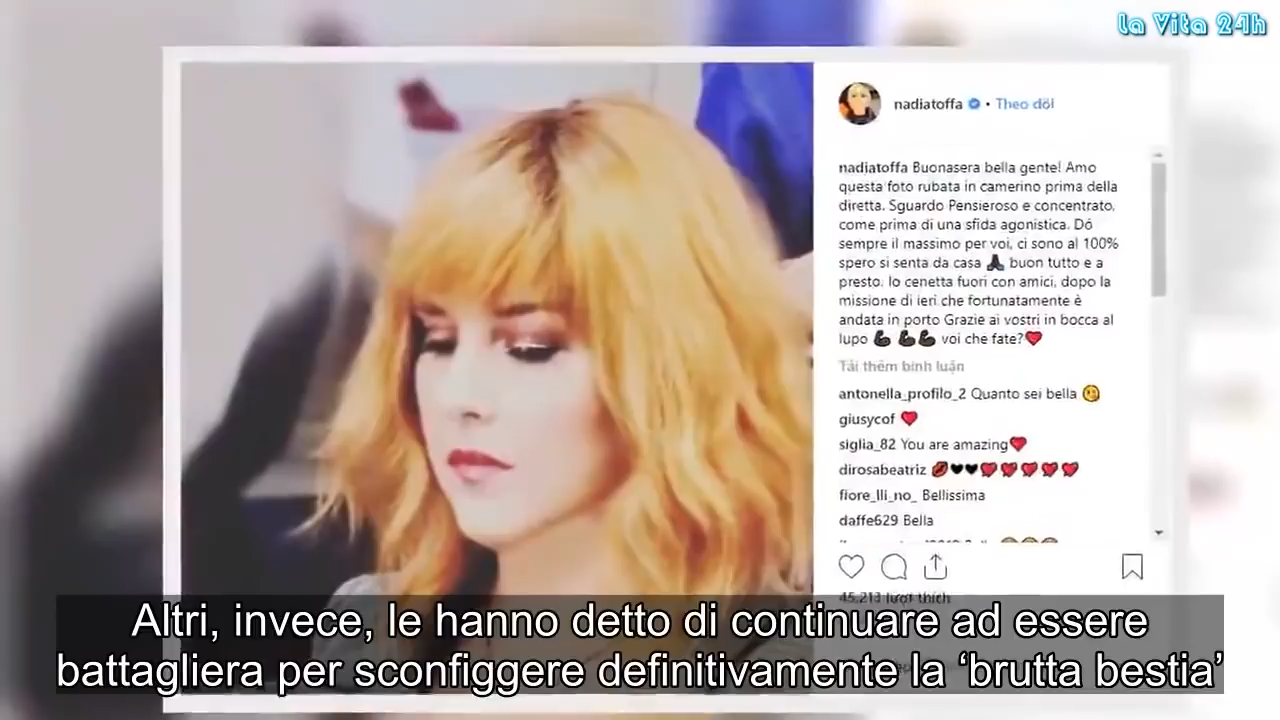 La Vita 24h
nadiatoffa • Theo dõi
nadiatoffa Buonasera bella gente! Amo
questa foto rubata in camerino prima della
diretta. Sguardo Pensieroso e concentrato,
come prima di una sfida agonistica. Dó
sempre il massimo per voi, ci sono al 100%
spero si senta da casa 🙏🏿 buon tutto e a
presto. Io cenetta fuori con amici, dopo la
missione di ieri che fortunatamente è
andata in porto Grazie ai vostri in bocca al
lupo 💪🏿 💪🏿💪🏿 voi che fate?❤️
Tải thêm bình luận
antonella_profilo_2 Quanto sei bella
giusycof ❤️
siglia_82 You are amazing❤️
dirosabeatriz 💋🖤🖤💓💓💓💓
fiore_lli_no_ Bellissima
daffe629 Bella
45.213 lượt thích
Altri, invece, le hanno detto di continuare ad essere
battagliera per sconfiggere definitivamente la ‘brutta bestia’